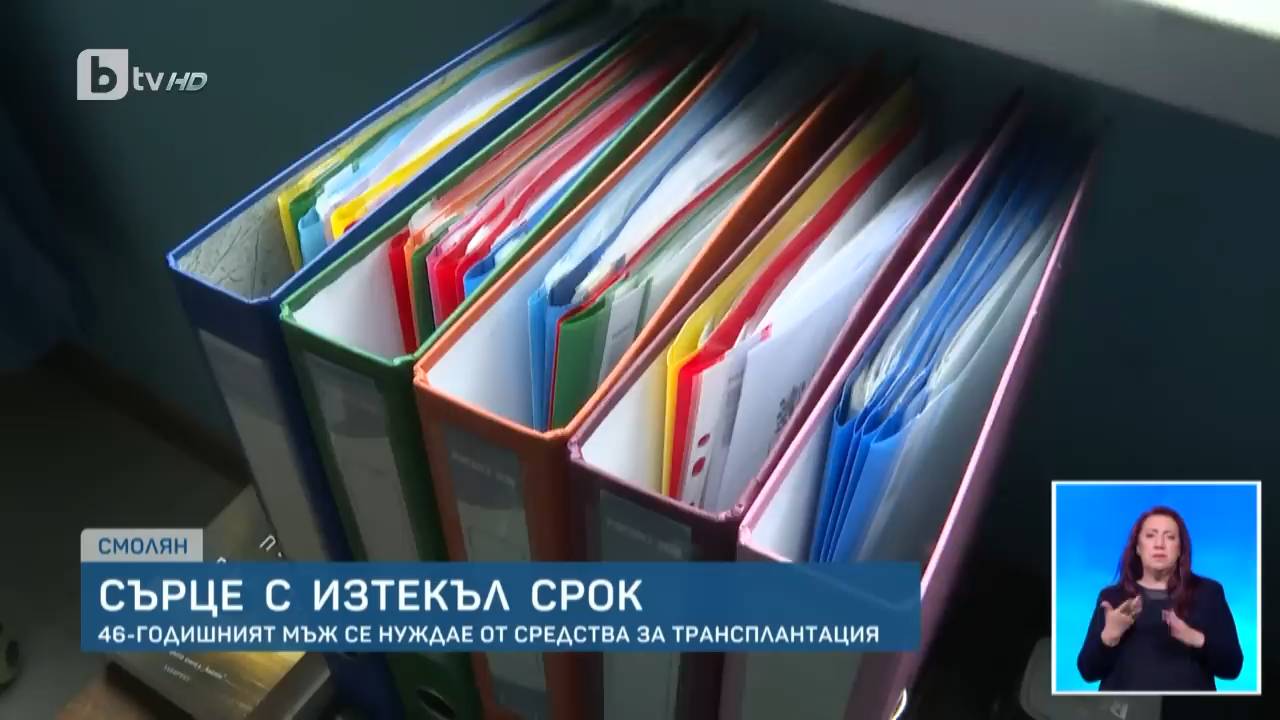 btv HD
СМОЛЯН
СЪРЦЕ С ИЗТЕКЪЛ СРОК
46-ГОДИШНИЯТ МЪЖ СЕ НУЖДАЕ ОТ СРЕДСТВА ЗА ТРАНСПЛАНТАЦИЯ